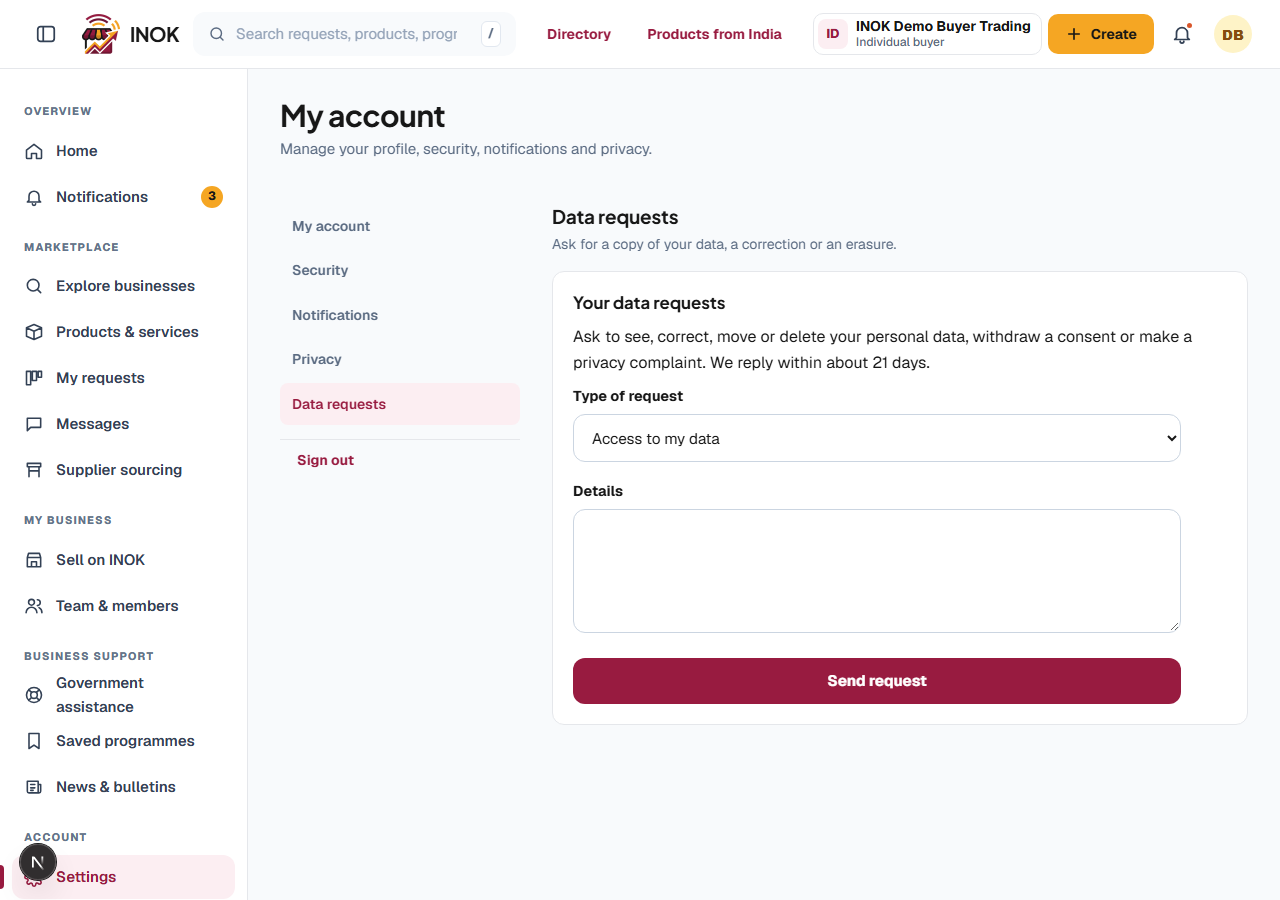 INOK
Search requests, products, progr
/
Directory
Products from India
ID
INOK Demo Buyer Trading
Individual buyer
Create
DB
OVERVIEW
Home
Notifications
3
MARKETPLACE
Explore businesses
Products & services
My requests
Messages
Supplier sourcing
MY BUSINESS
Sell on INOK
Team & members
BUSINESS SUPPORT
Government
assistance
Saved programmes
News & bulletins
ACCOUNT
N
Settings
My account
Manage your profile, security, notifications and privacy.
My account
Security
Notifications
Privacy
Data requests
Sign out
Data requests
Ask for a copy of your data, a correction or an erasure.
Your data requests
Ask to see, correct, move or delete your personal data, withdraw a consent or make a
privacy complaint. We reply within about 21 days.
Type of request
Access to my data
Details
Send request